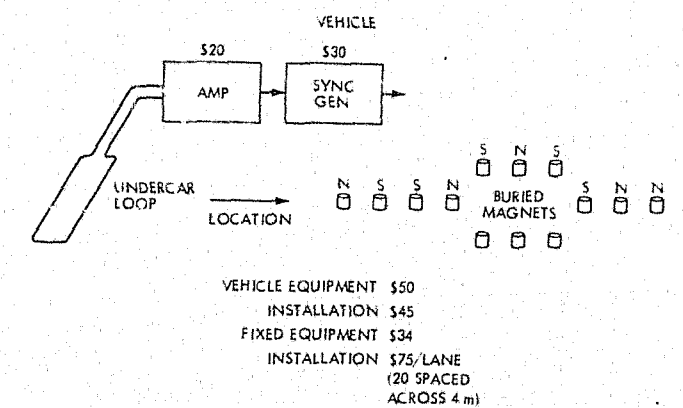 VEHICLE
$20 $30
AMP
SYNC
GEN
S N S
N S S N
S N N
UNDERCAR
LOOP
LOCATION
BURIED
MAGNETS
VEHICLE EQUIPMENT $50
INSTALLATION $45
FIXED EQUIPMENT $34
INSTALLATION $75/LANE
(20 SPACED
ACROSS 4 m)